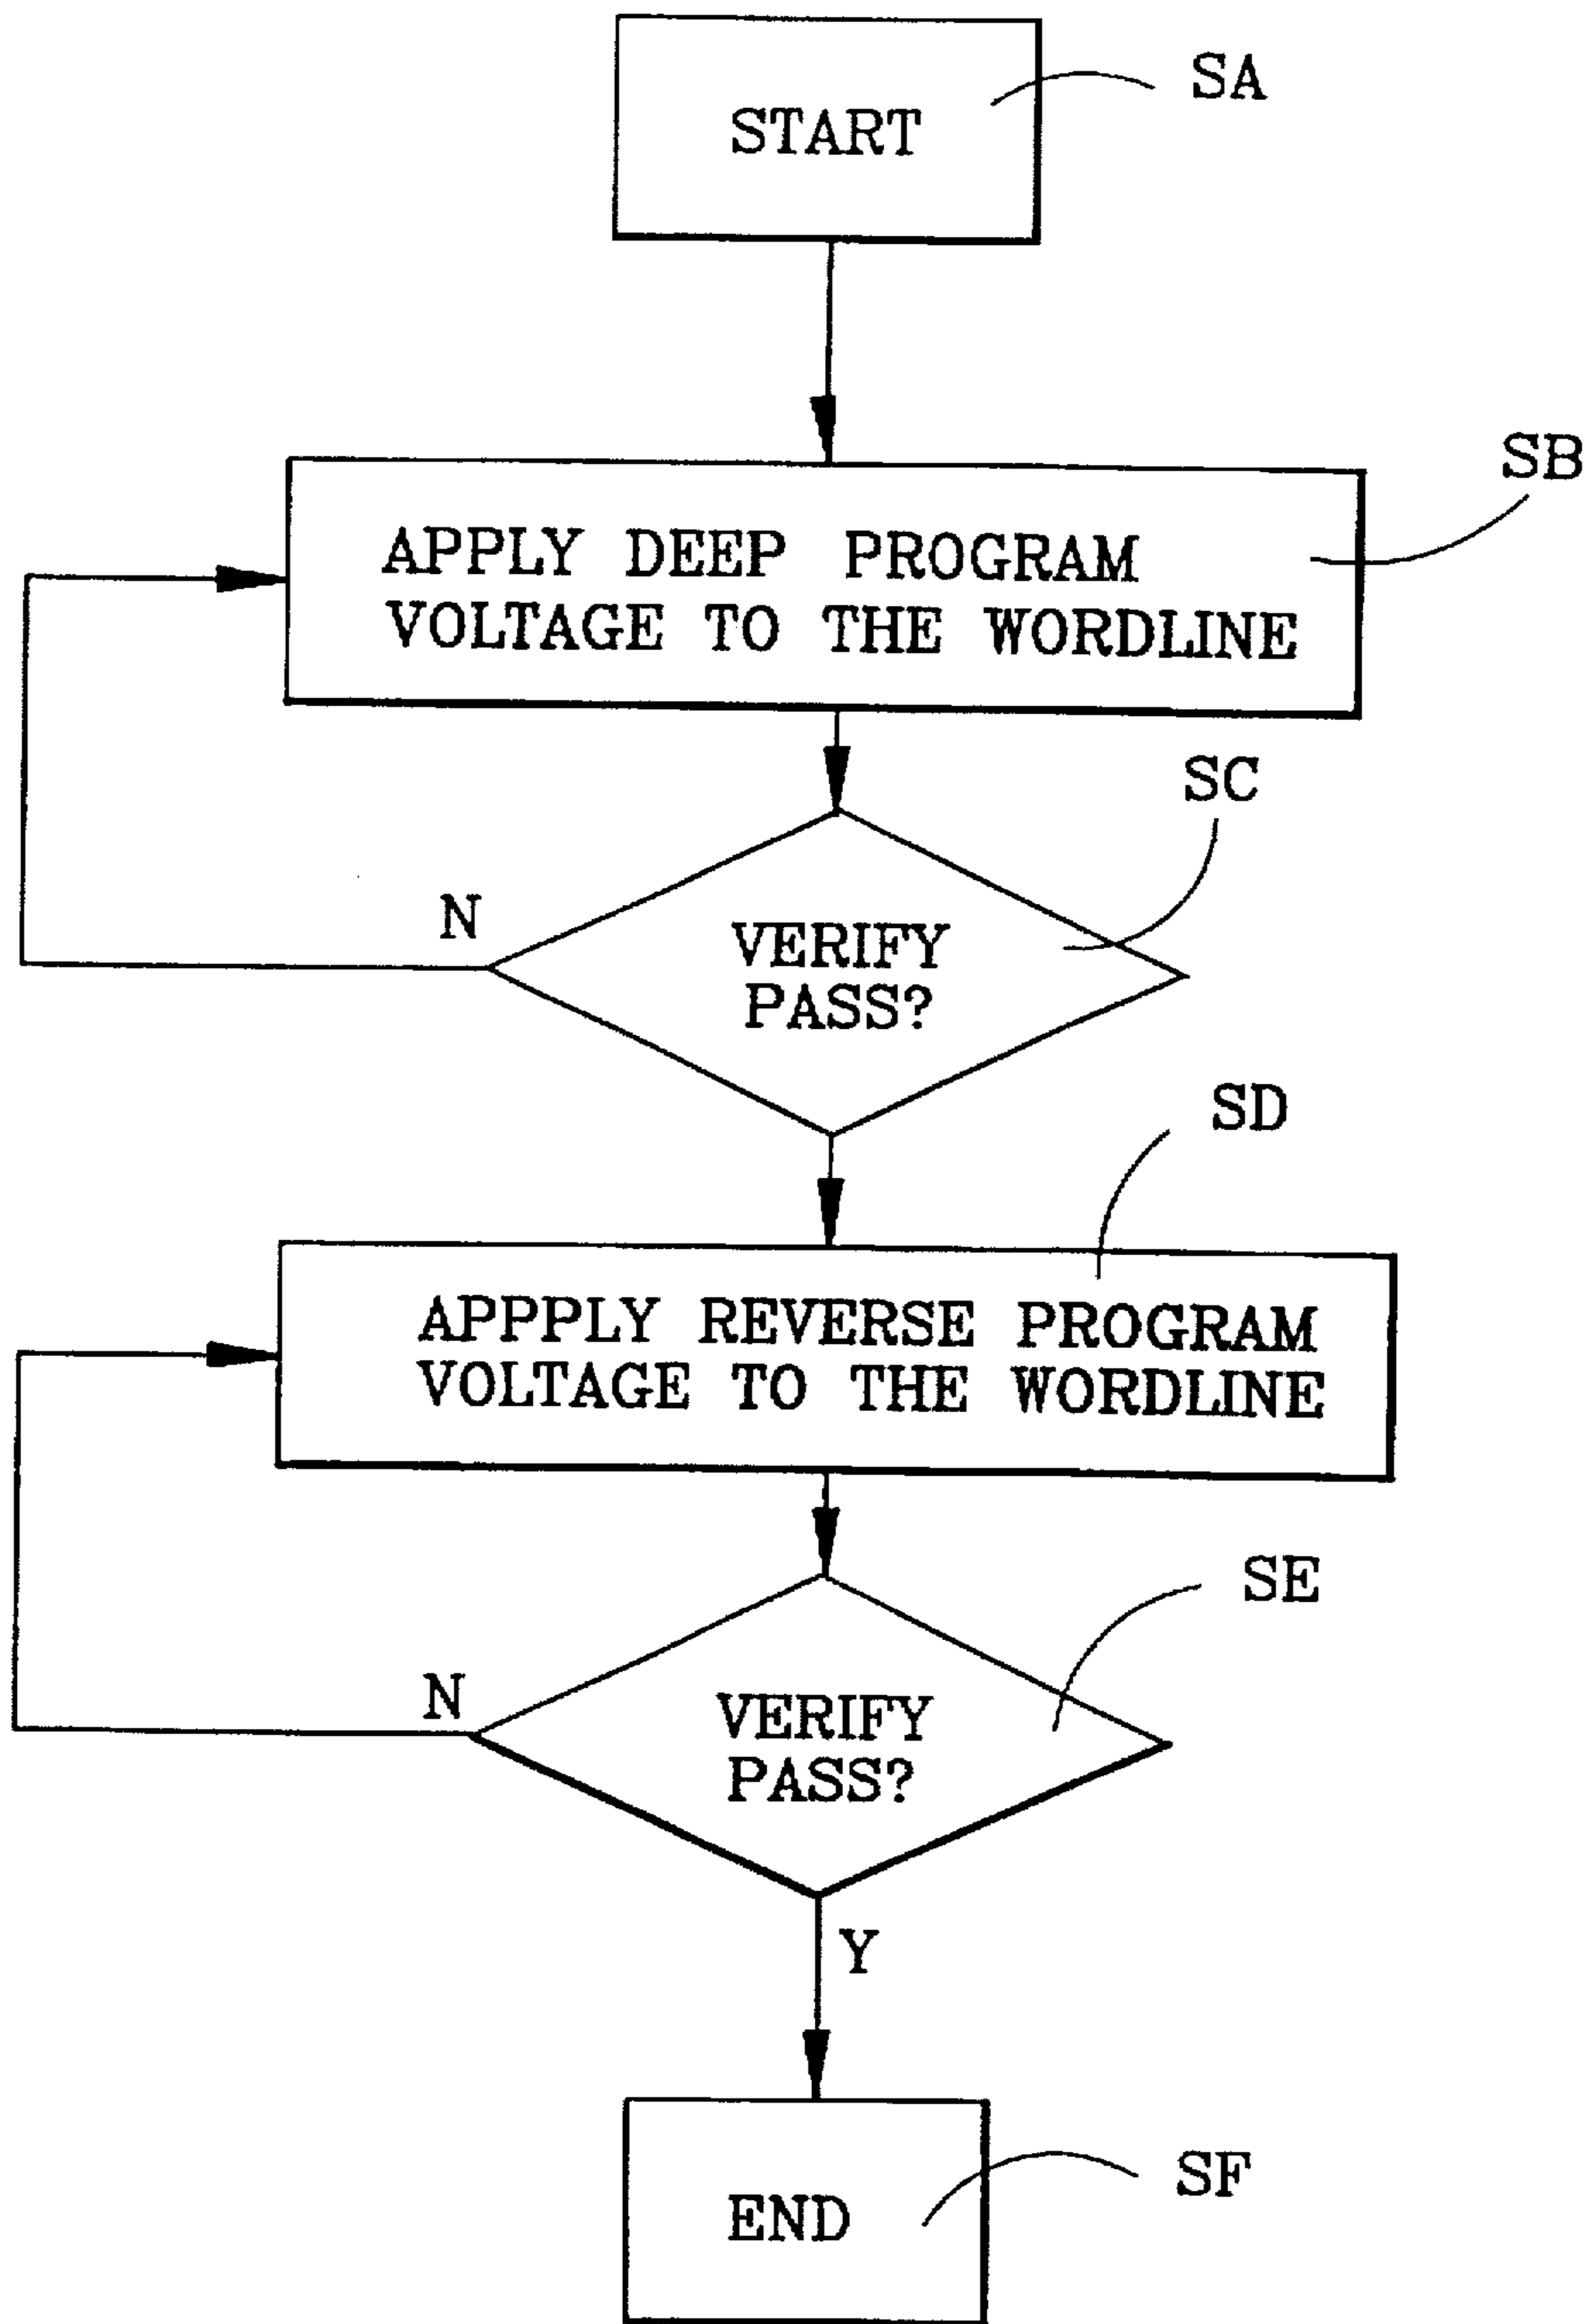 START
SA
SB
APPLY DEEP PROGRAM
VOLTAGE TO THE WORDLINE
SC
N
VERIFY
PASS?
SD
APPPLY REVERSE PROGRAM
VOLTAGE TO THE WORDLINE
SE
N
VERIFY
PASS?
Y
SF
END